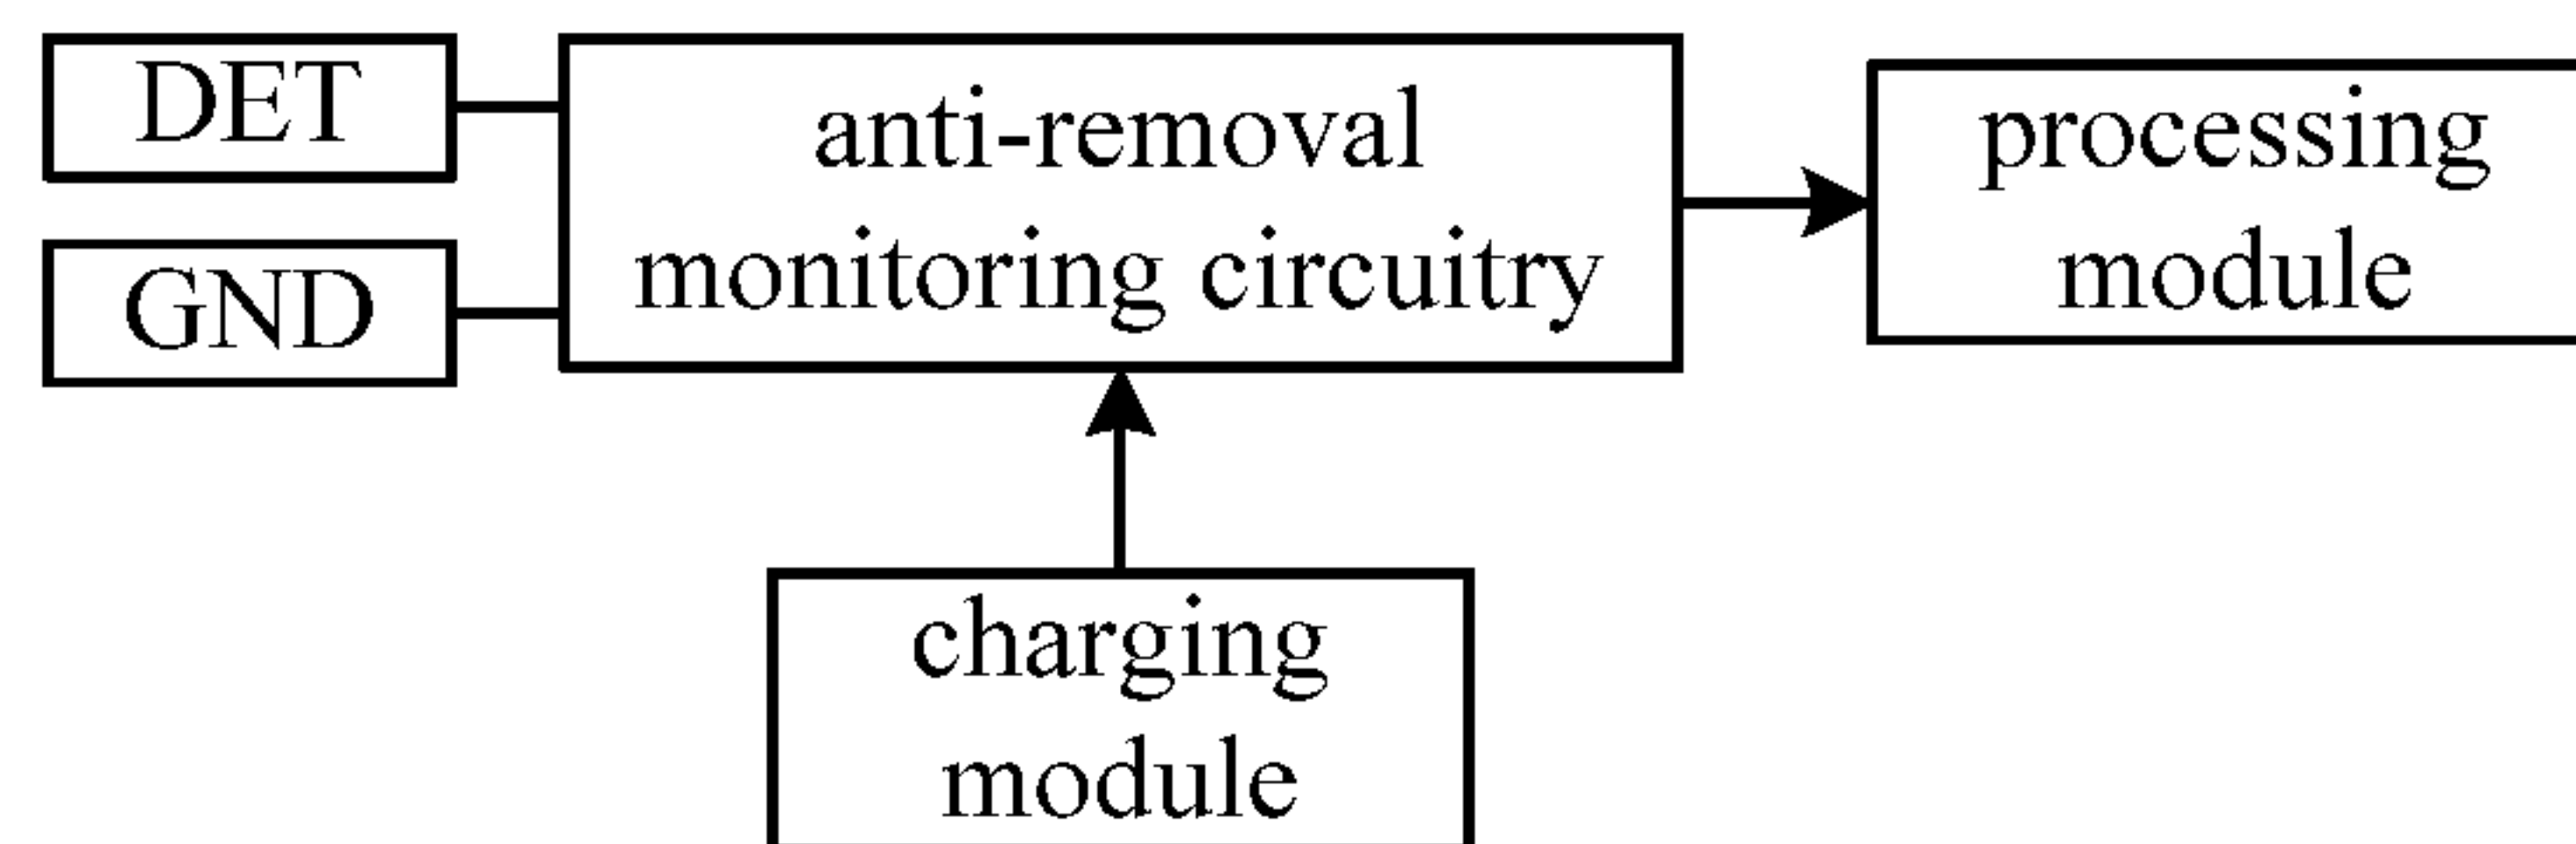 DET
GND
anti-removal
monitoring circuitry
processing
module
charging
module